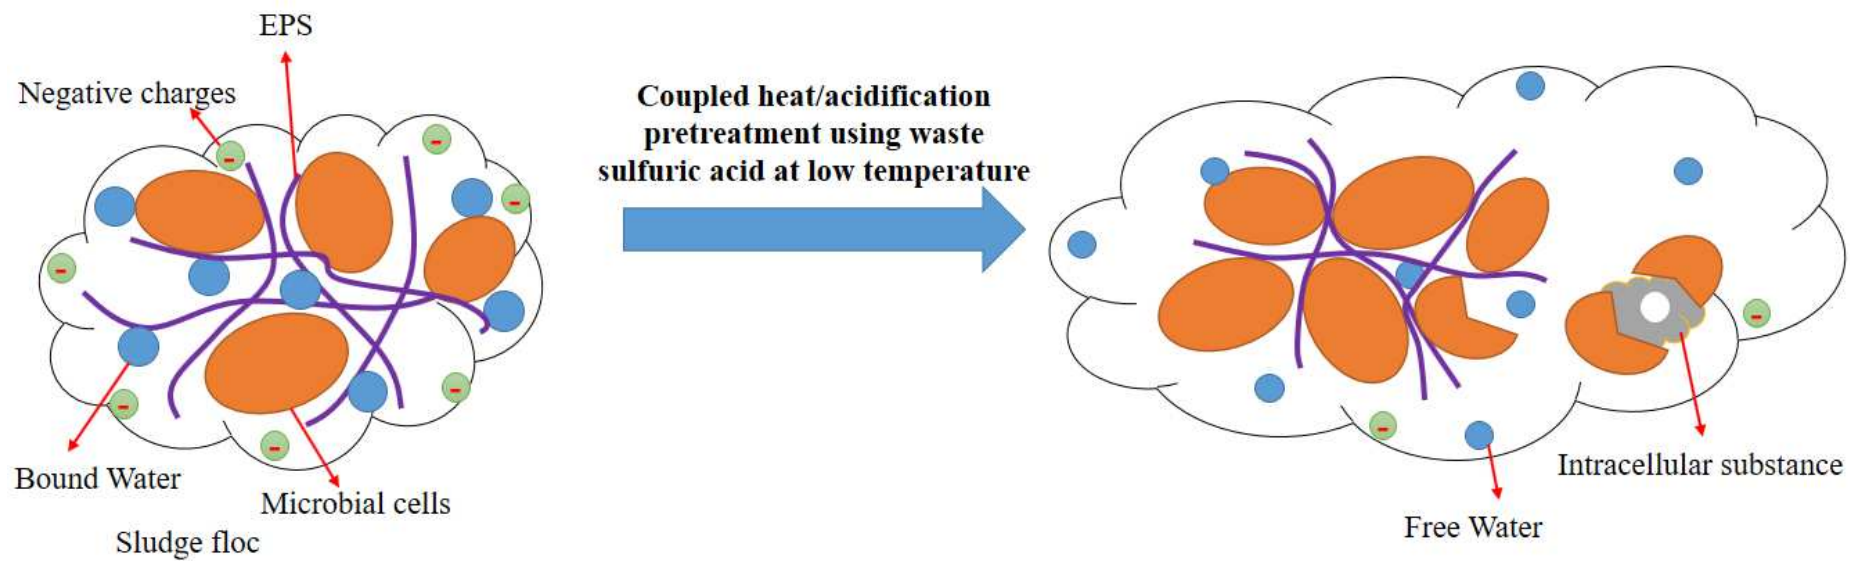 EPS
Negative charges
Coupled heat/acidification
pretreatment using waste
sulfuric acid at low temperature
Bound Water
Microbial cells
Sludge floc
Intracellular substance
Free Water
-
-
-
-
-
-
-
-
-